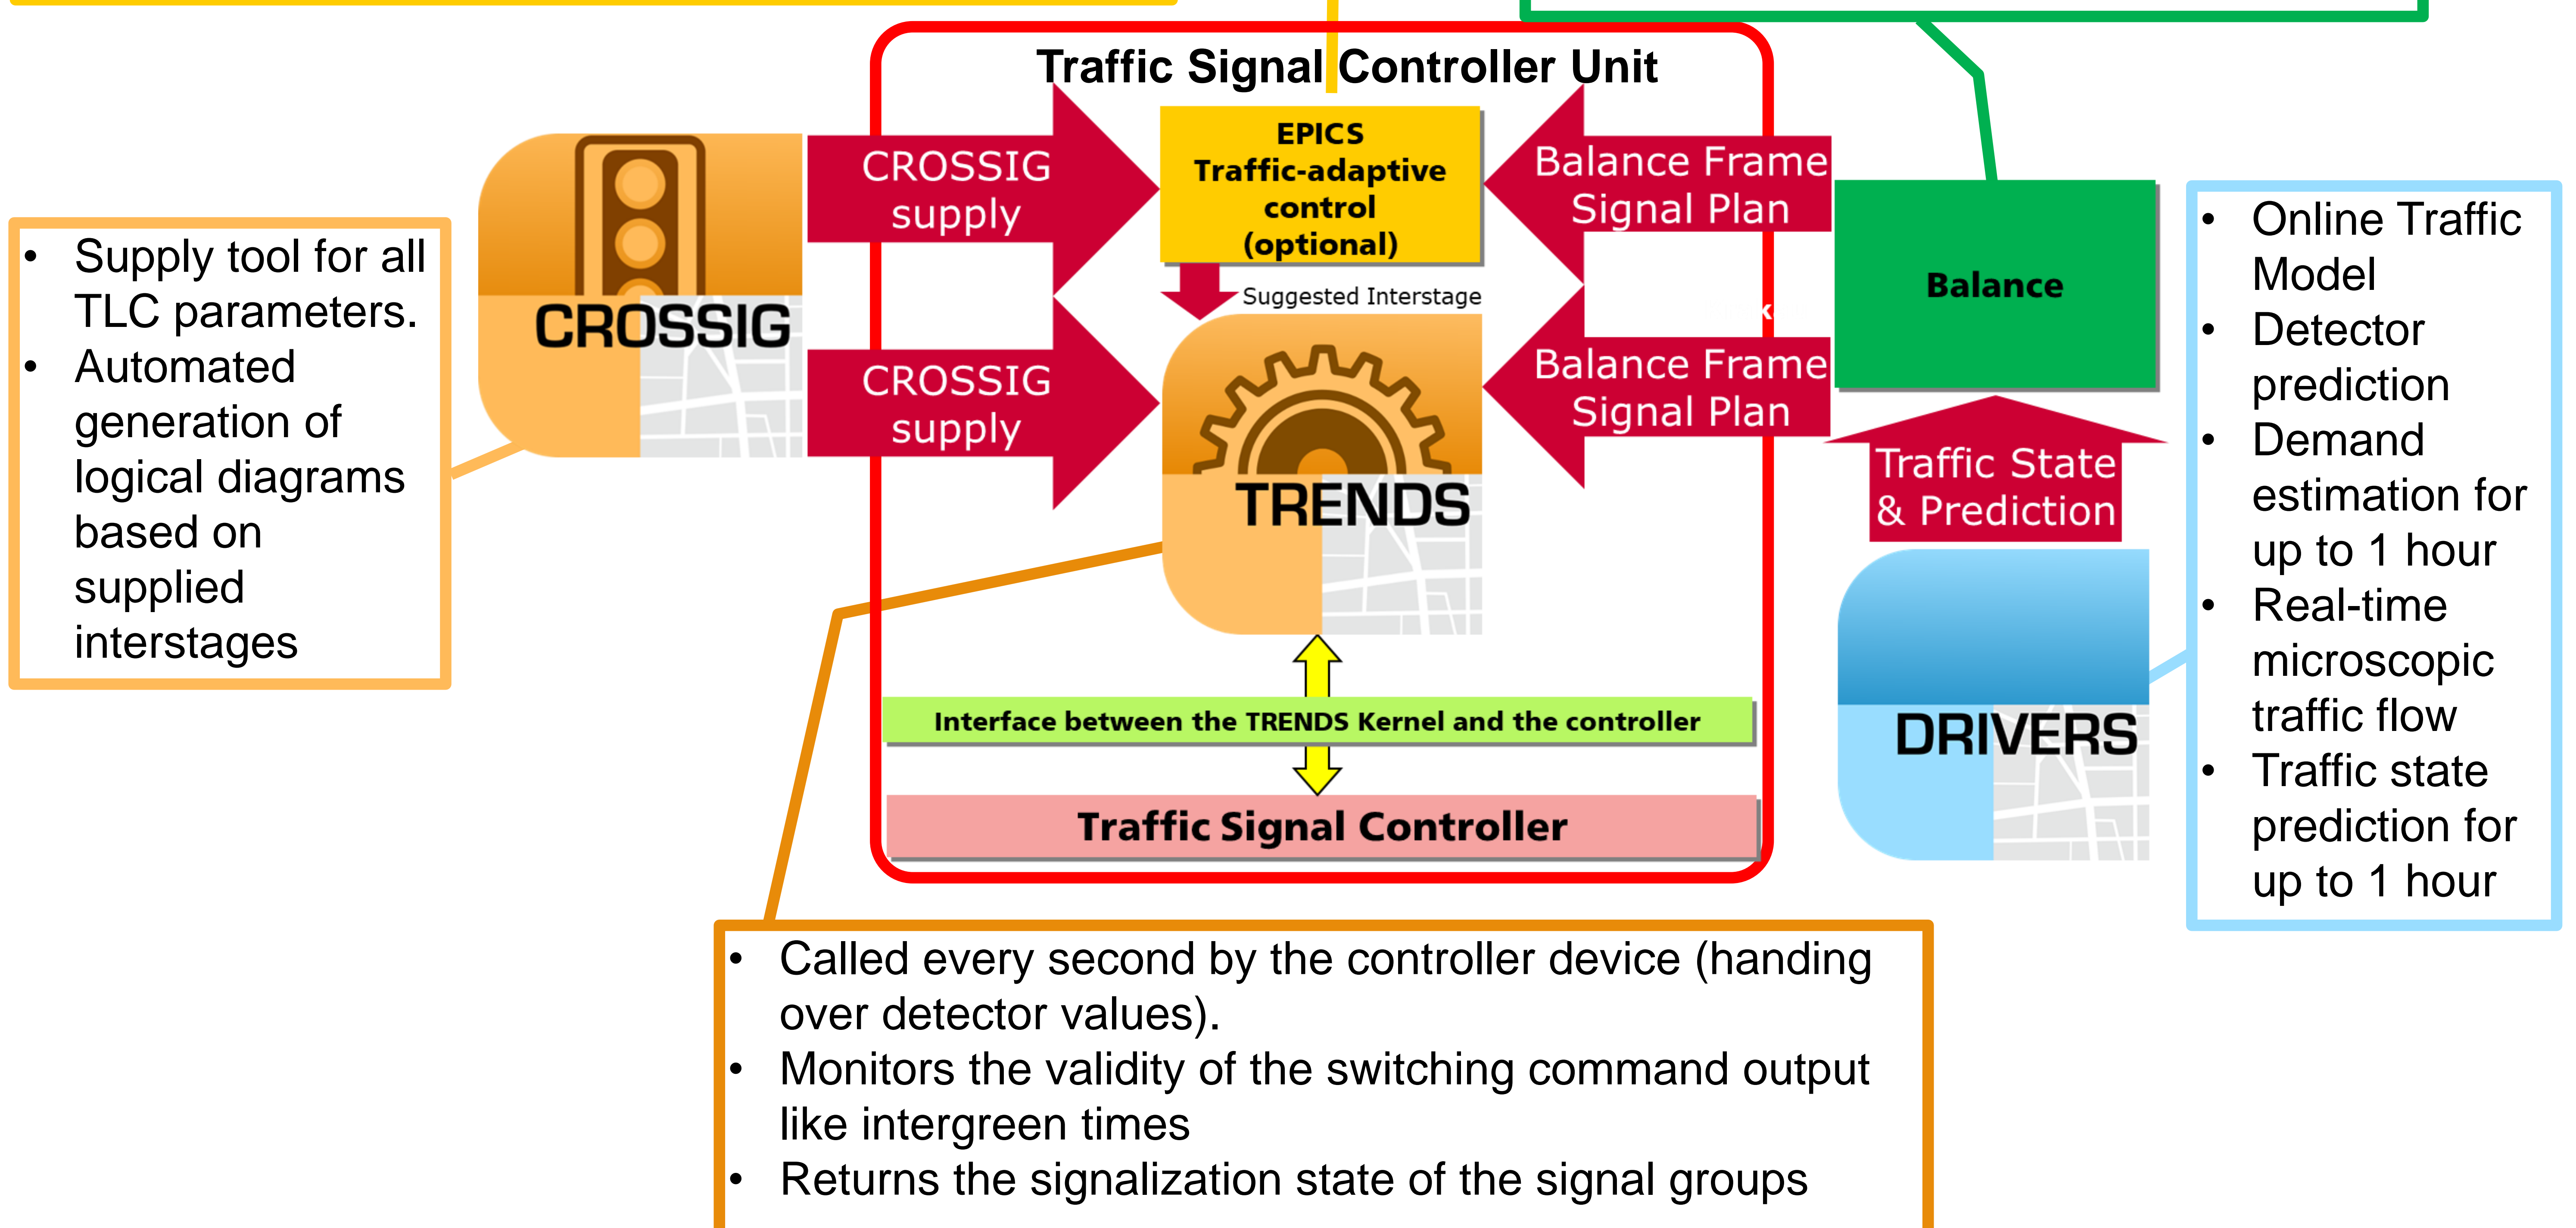 Traffic Signal Controller Unit
CROSSIG
supply
EPICS
Traffic-adaptive
control
(optional)
Balance Frame
Signal Plan
Suggested Interstage
CROSSIG
• Supply tool for all
TLC parameters.
• Automated
generation of
logical diagrams
based on
supplied
interstages
CROSSIG
supply
TRENDS
k
Balance Frame
Signal Plan
Balance
Traffic State
& Prediction
DRIVERS
• Online Traffic
Model
• Detector
prediction
• Demand
estimation for
up to 1 hour
• Real-time
microscopic
traffic flow
• Traffic state
prediction for
up to 1 hour
Interface between the TRENDS Kernel and the controller
Traffic Signal Controller
• Called every second by the controller device (handing
over detector values).
• Monitors the validity of the switching command output
like intergreen times
• Returns the signalization state of the signal groups